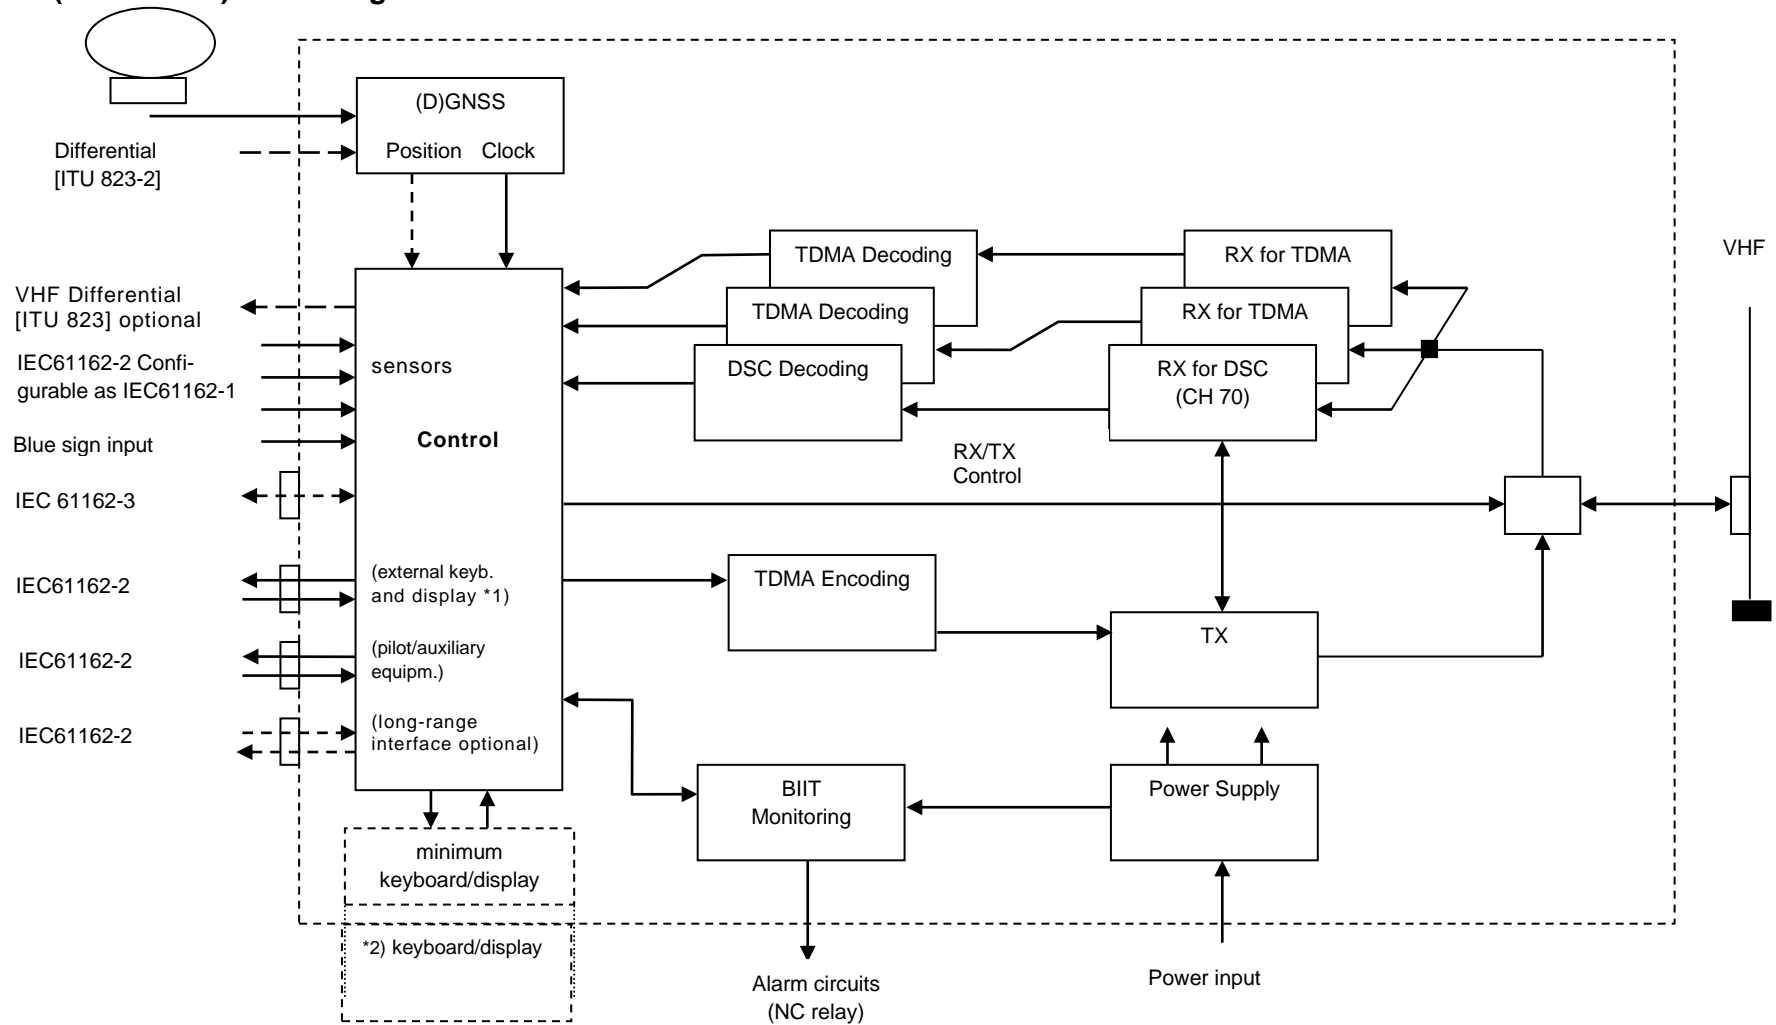 (D)GNSS
Differential
[ITU 823-2]
Position Clock
TDMA Decoding
RX for TDMA
VHF
VHF Differential
[ITU 823] optional
TDMA Decoding
RX for TDMA
IEC61162-2 Confi-
gurable as IEC61162-1
sensors
DSC Decoding
RX for DSC
(CH 70)
Blue sign input
Control
RX/TX
Control
IEC 61162-3
IEC61162-2
(external keyb.
and display *1)
TDMA Encoding
IEC61162-2
(pilot/auxiliary
equipm.)
TX
IEC61162-2
(long-range
interface optional)
BIIT
Monitoring
Power Supply
minimum
keyboard/display
*2) keyboard/display
Alarm circuits
(NC relay)
Power input